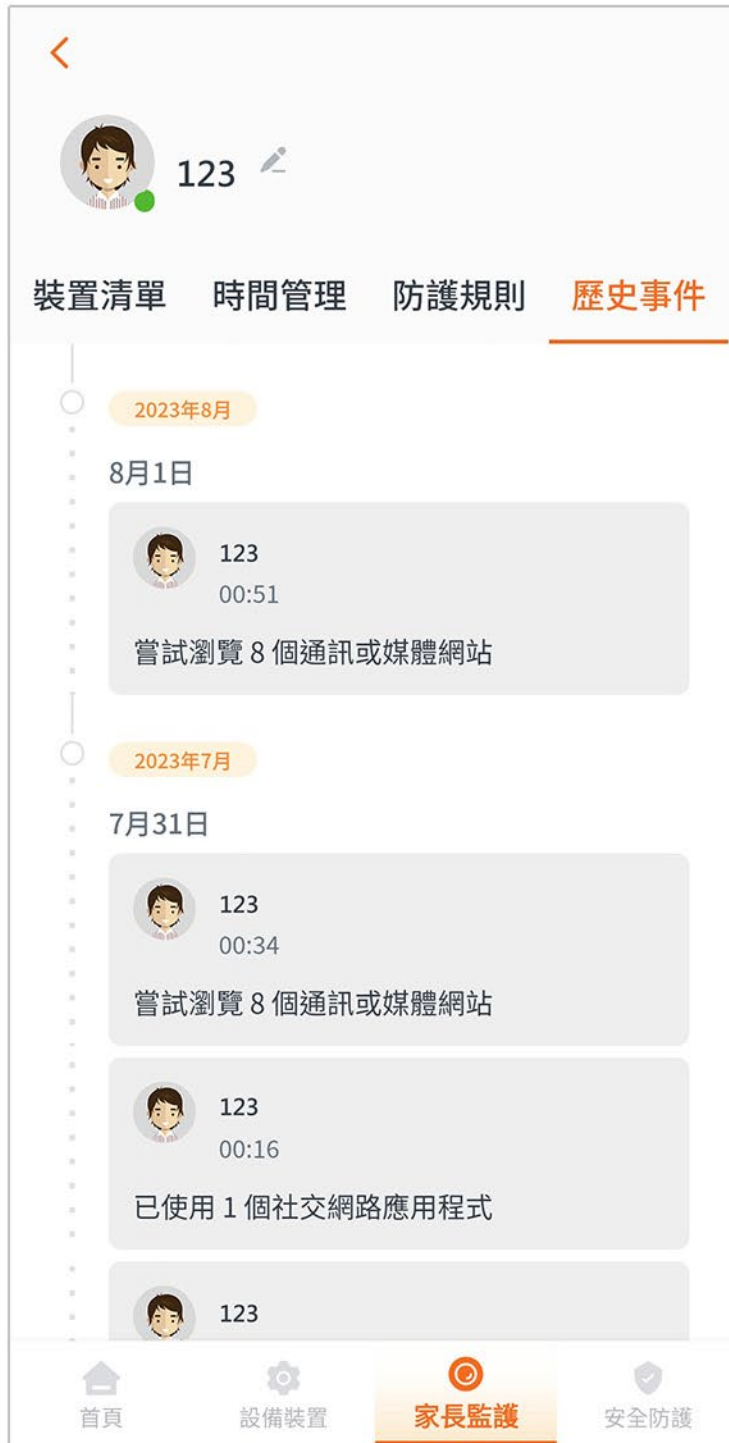 123
裝置清單 時間管理 防護規則 歷史事件
2023年8月
8月1日
123
00:51
嘗試瀏覽 8 個通訊或媒體網站
2023年7月
7月31日
123
00:34
嘗試瀏覽 8 個通訊或媒體網站
123
00:16
已使用 1 個社交網路應用程式
123
首頁 設備裝置 家長監護 安全防護